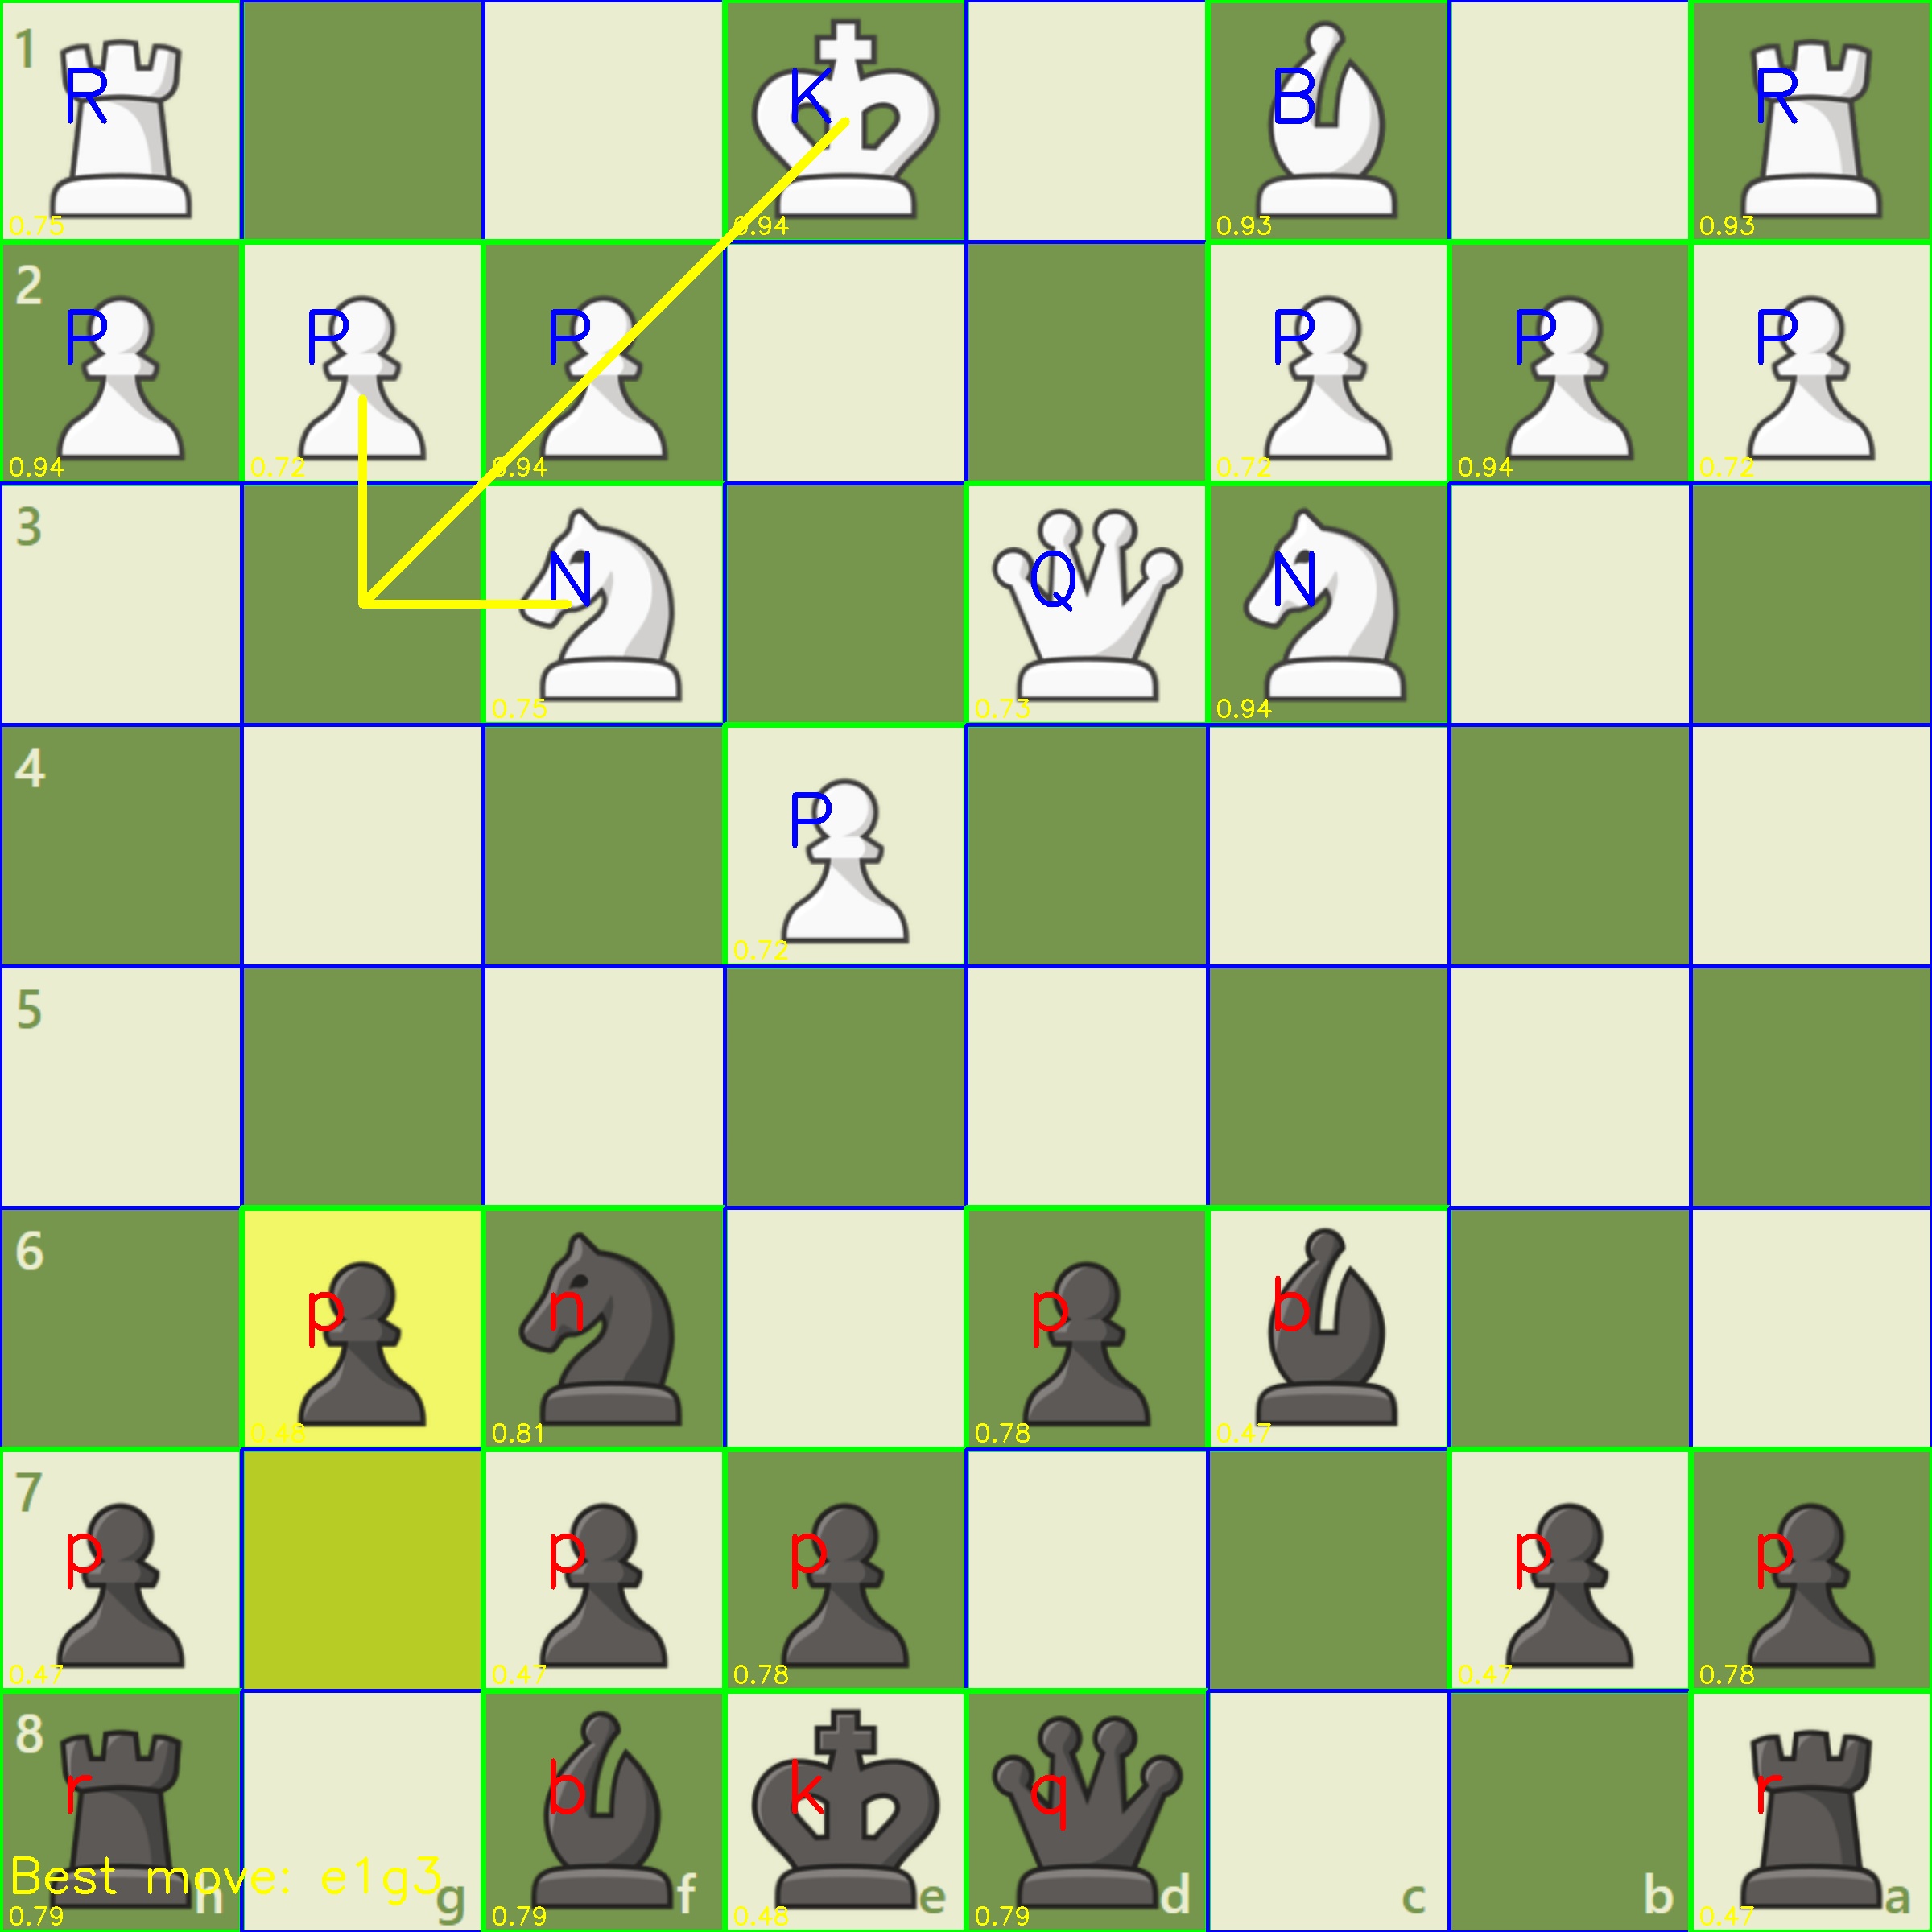 1
R K B R
0.75 0.94 0.93 0.93
2
P P P P P P
0.94 0.72 0.94 0.72 0.94 0.72
3
N Q N
0.75 0.73 0.94
4
P
0.72
5
6
p n p b
0.48 0.81 0.78 0.47
7
p p p p p
0.47 0.47 0.78 0.47 0.78
8
r b k q r
Best move: e1g3
h g f e d c b a
0.79 0.79 0.48 0.79 0.47